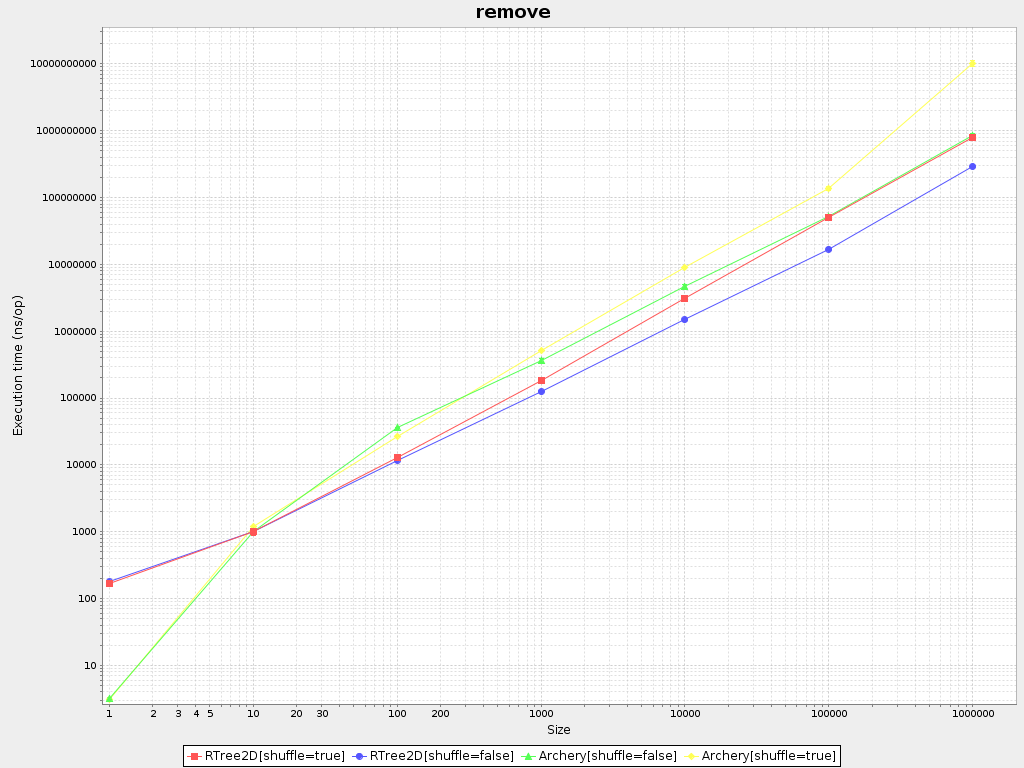 remove
10000000000
1000000000
100000000
10000000
1000000
100000
10000
1000
100
10
Execution time (ns/op)
1 2 3 4 5 10 20 30 100 200 1000 10000 100000 1000000
Size
RTree2D[shuffle=true] RTree2D[shuffle=false] Archery[shuffle=false] Archery[shuffle=true]